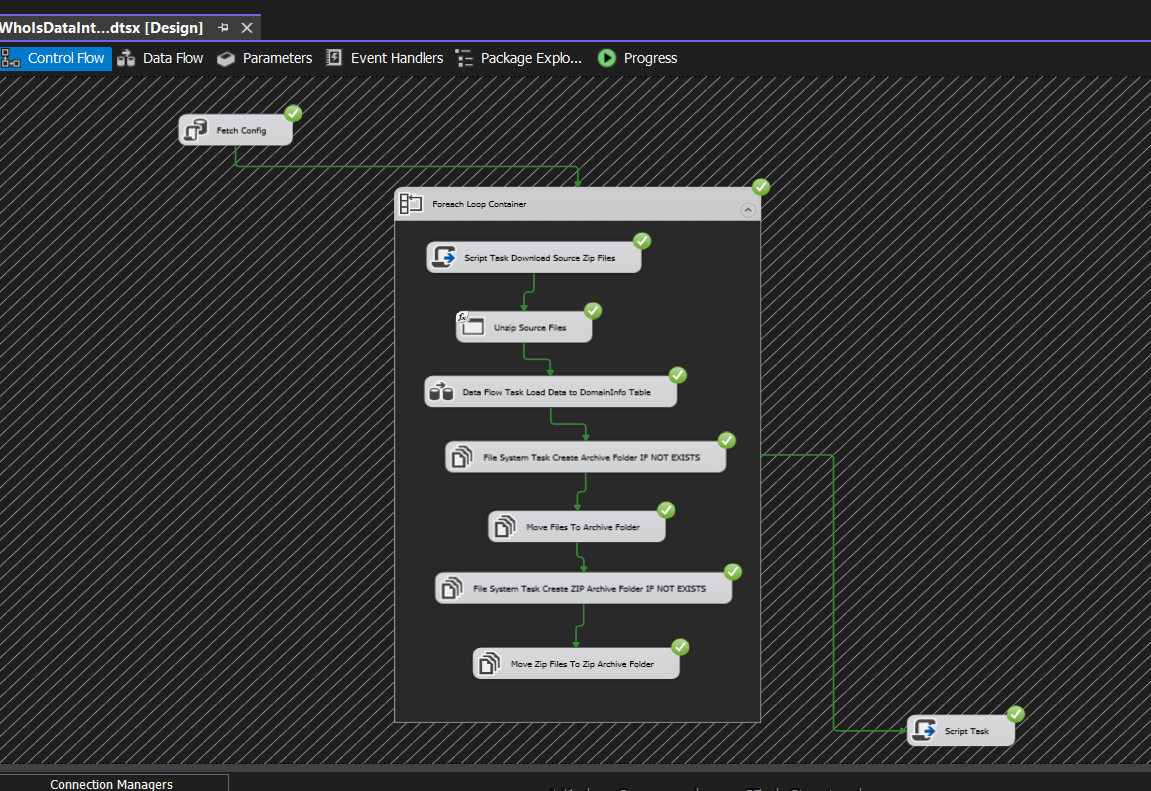 WhoIsDataInt...dtsx [Design]
Control Flow
Data Flow
Parameters
Event Handlers
Package Explo...
Progress
Fetch Config
Foreach Loop Container
Script Task Download Source Zip Files
fx
Unzip Source Files
Data Flow Task Load Data to DomainInfo Table
File System Task Create Archive Folder IF NOT EXISTS
Move Files To Archive Folder
File System Task Create ZIP Archive Folder IF NOT EXISTS
Move Zip Files To Zip Archive Folder
Script Task
Connection Managers